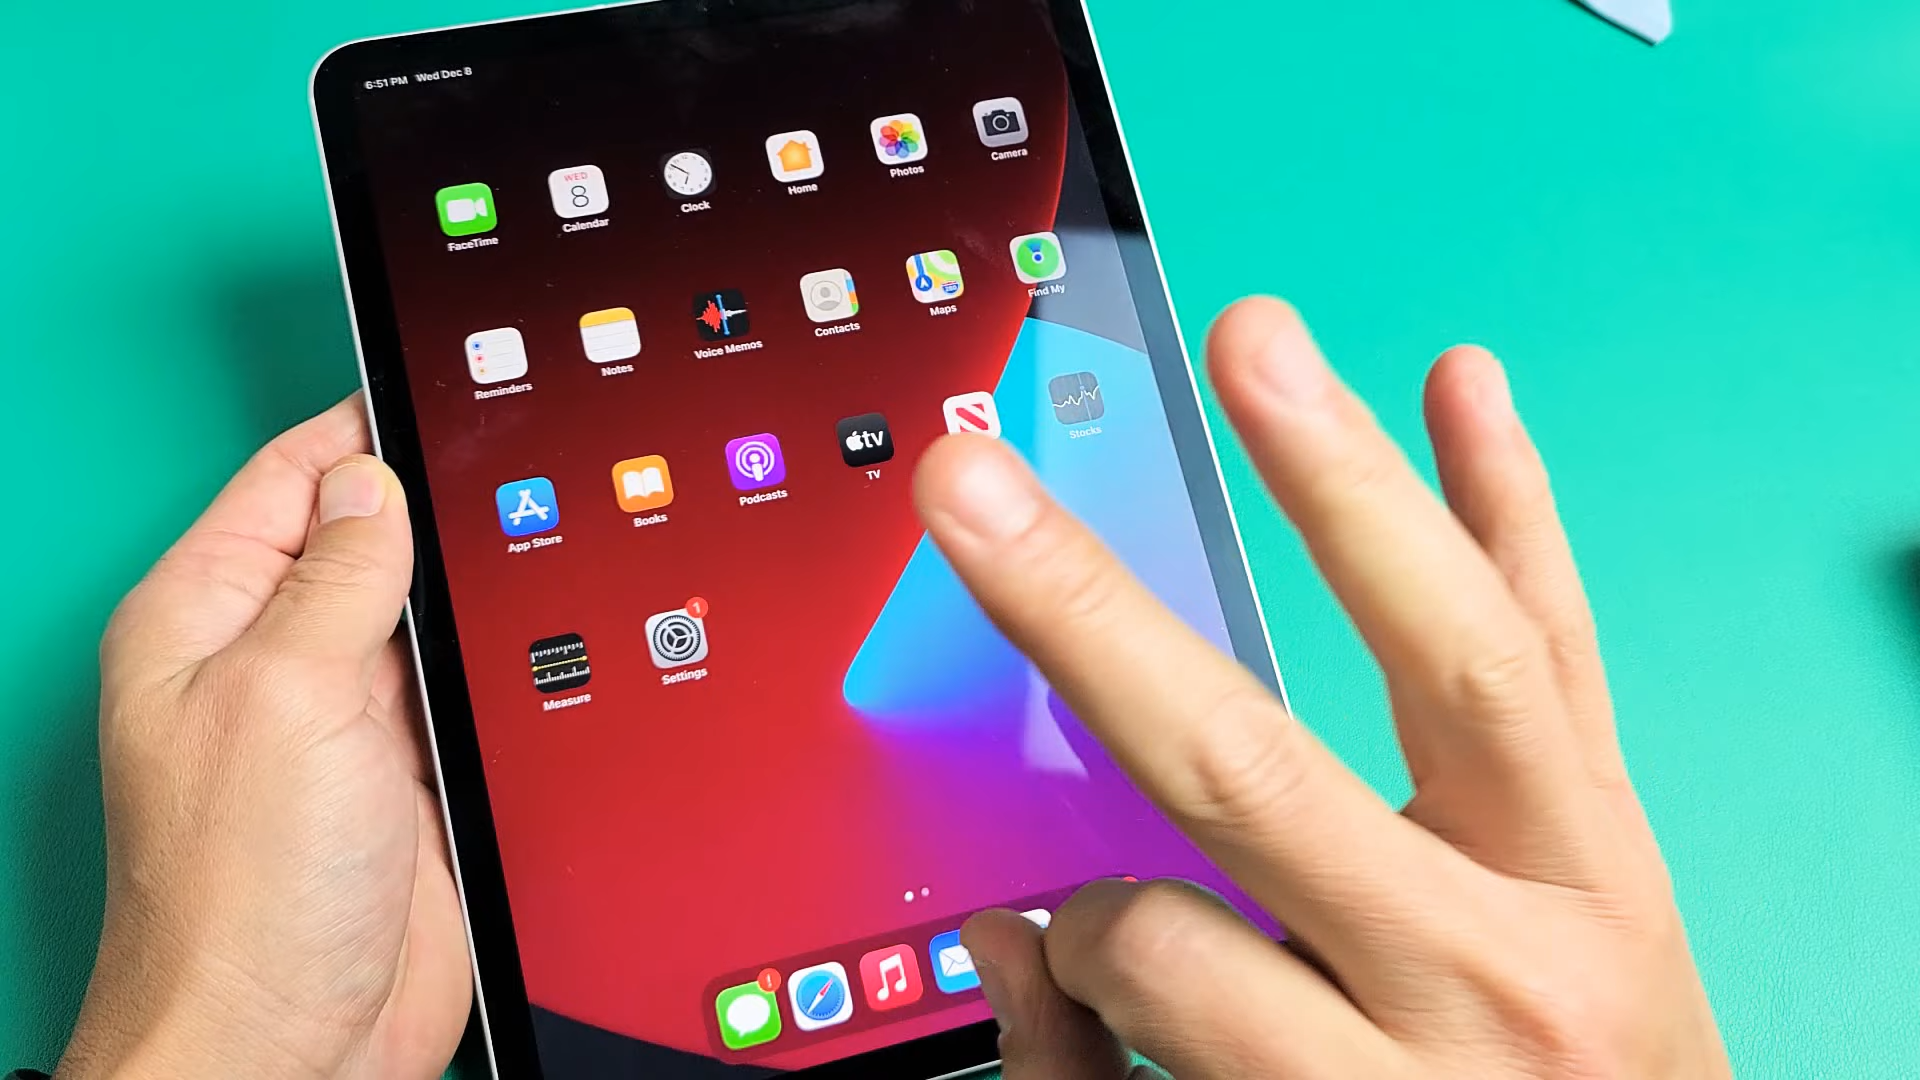 6:51 PM Wed Dec 8
FaceTime
WED
8
Calendar
Clock
Home
Photos
Camera
Reminders
Notes
Voice Memos
Contacts
280
Maps
Find My
App Store
Books
Podcasts
tv
TV
Stocks
Measure
1
Settings
!